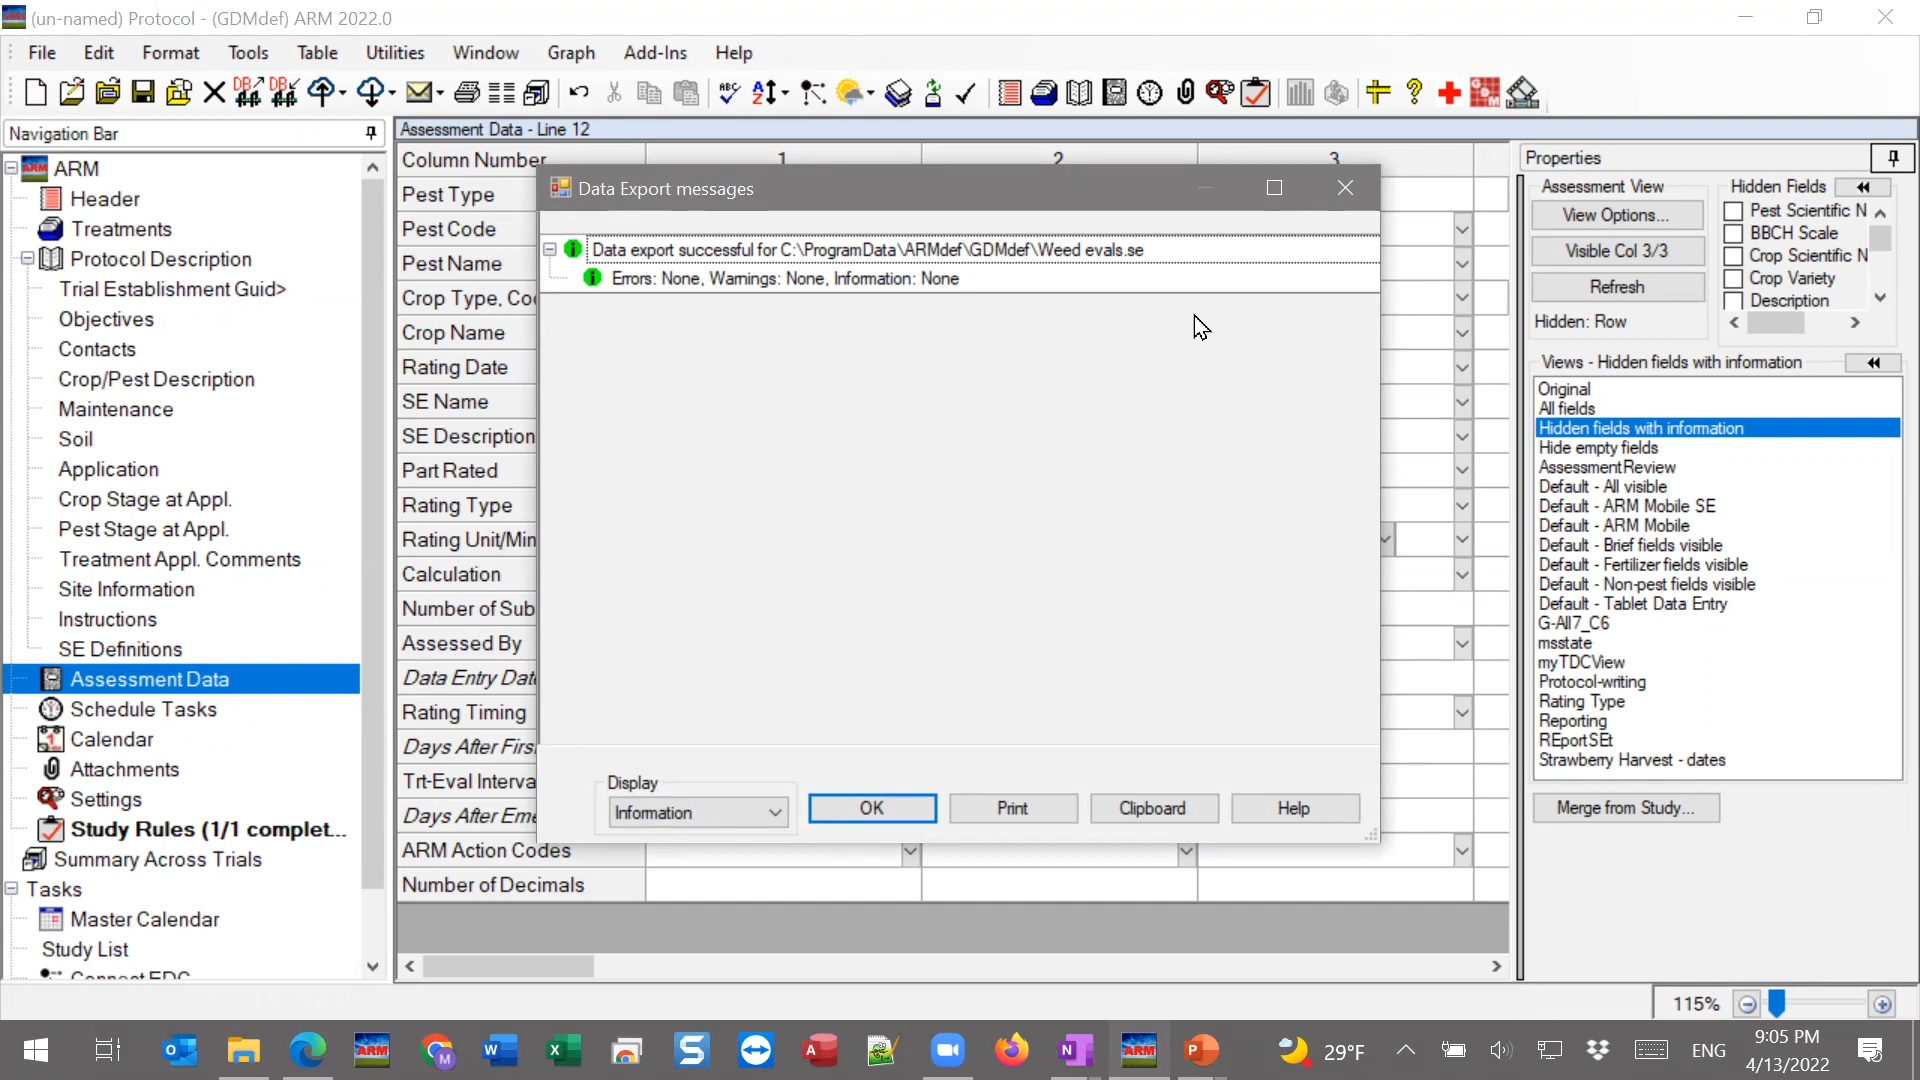 (un-named) Protocol - (GDMdef) ARM 2022.0
File Edit Format Tools Table Utilities Window Graph Add-Ins Help
Navigation Bar
ARM
Header
Treatments
Protocol Description
Trial Establishment Guid>
Objectives
Contacts
Crop/Pest Description
Maintenance
Soil
Application
Crop Stage at Appl.
Pest Stage at Appl.
Treatment Appl. Comments
Site Information
Instructions
SE Definitions
Assessment Data
Schedule Tasks
Calendar
Attachments
Settings
Study Rules (1/1 complet...
Summary Across Trials
Tasks
Master Calendar
Study List
Connect EDC
Assessment Data - Line 12
Column Number 1 2 3
Pest Type
Pest Code
Pest Name
Crop Type, Co
Crop Name
Rating Date
SE Name
SE Description
Part Rated
Rating Type
Rating Unit/Min
Calculation
Number of Sub
Assessed By
Data Entry Dat
Rating Timing
Days After Firs
Trt-Eval Interva
Days After Eme
ARM Action Codes
Number of Decimals
Data Export messages
Data export successful for C:\ProgramData\ARMdef\GDMdef\Weed evals.se
Errors: None, Warnings: None, Information: None
Display
Information
OK
Print
Clipboard
Help
Properties
Assessment View
View Options...
Visible Col 3/3
Refresh
Hidden: Row
Hidden Fields
Pest Scientific N
BBCH Scale
Crop Scientific N
Crop Variety
Description
Views - Hidden fields with information
Original
All fields
Hidden fields with information
Hide empty fields
AssessmentReview
Default - All visible
Default - ARM Mobile SE
Default - ARM Mobile
Default - Brief fields visible
Default - Fertilizer fields visible
Default - Non-pest fields visible
Default - Tablet Data Entry
G-All7_C6
msstate
myTDCView
Protocol-writing
Rating Type
Reporting
REportSEt
Strawberry Harvest - dates
Merge from Study...
115%
29°F
ENG
9:05 PM
4/13/2022